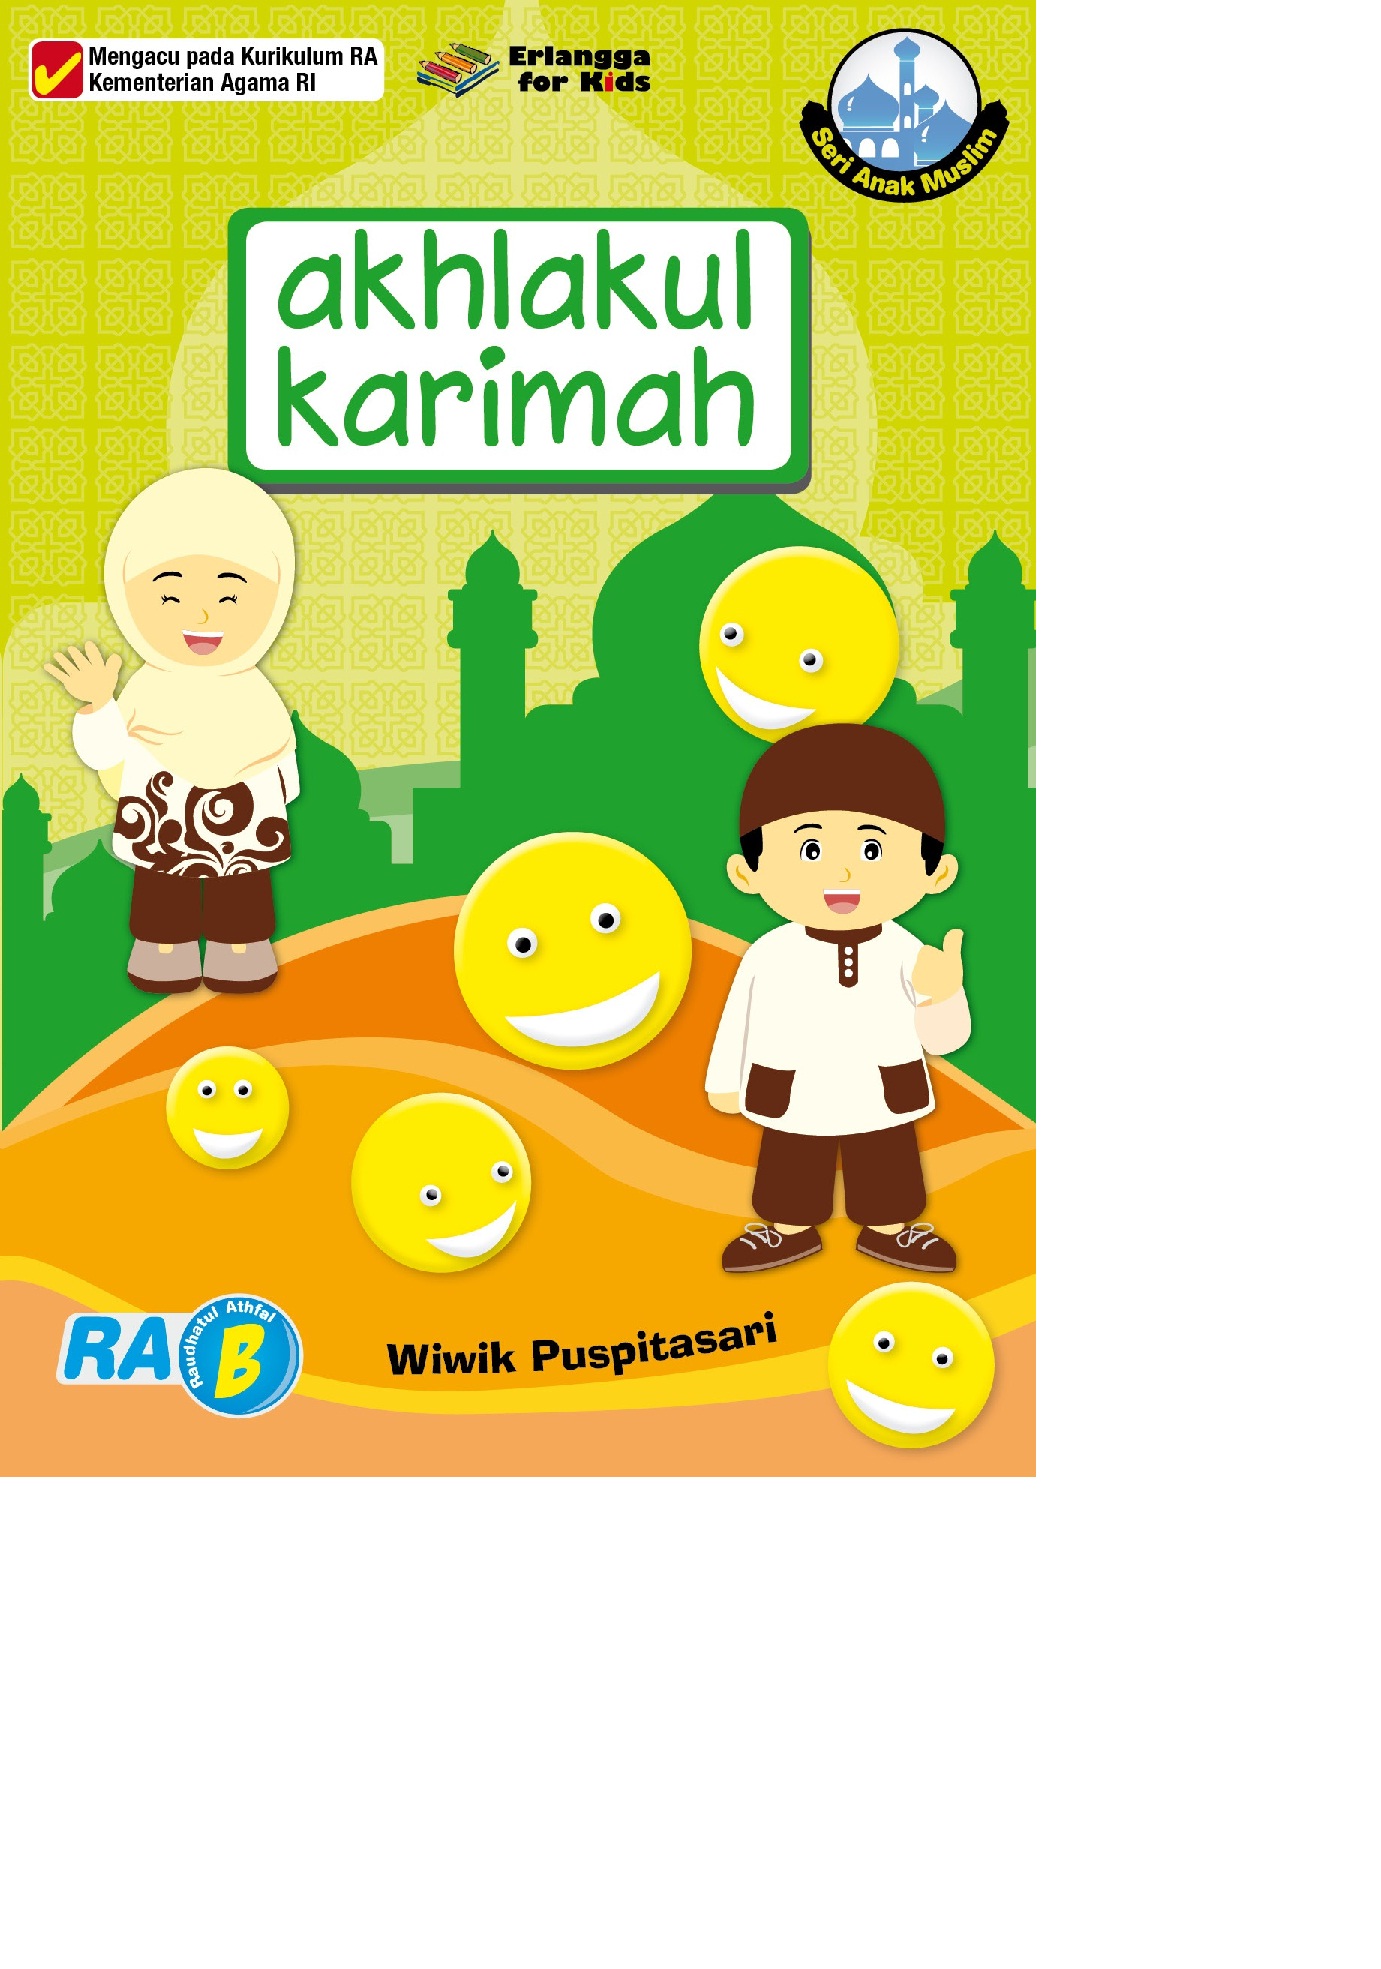 Mengacu pada Kurikulum RA
Kementerian Agama RI
Erlangga
for Kids
Seri Anak Muslim
akhlakul
karimah
RA
Raudhatul Athfal
B
Wiwik Puspitasari